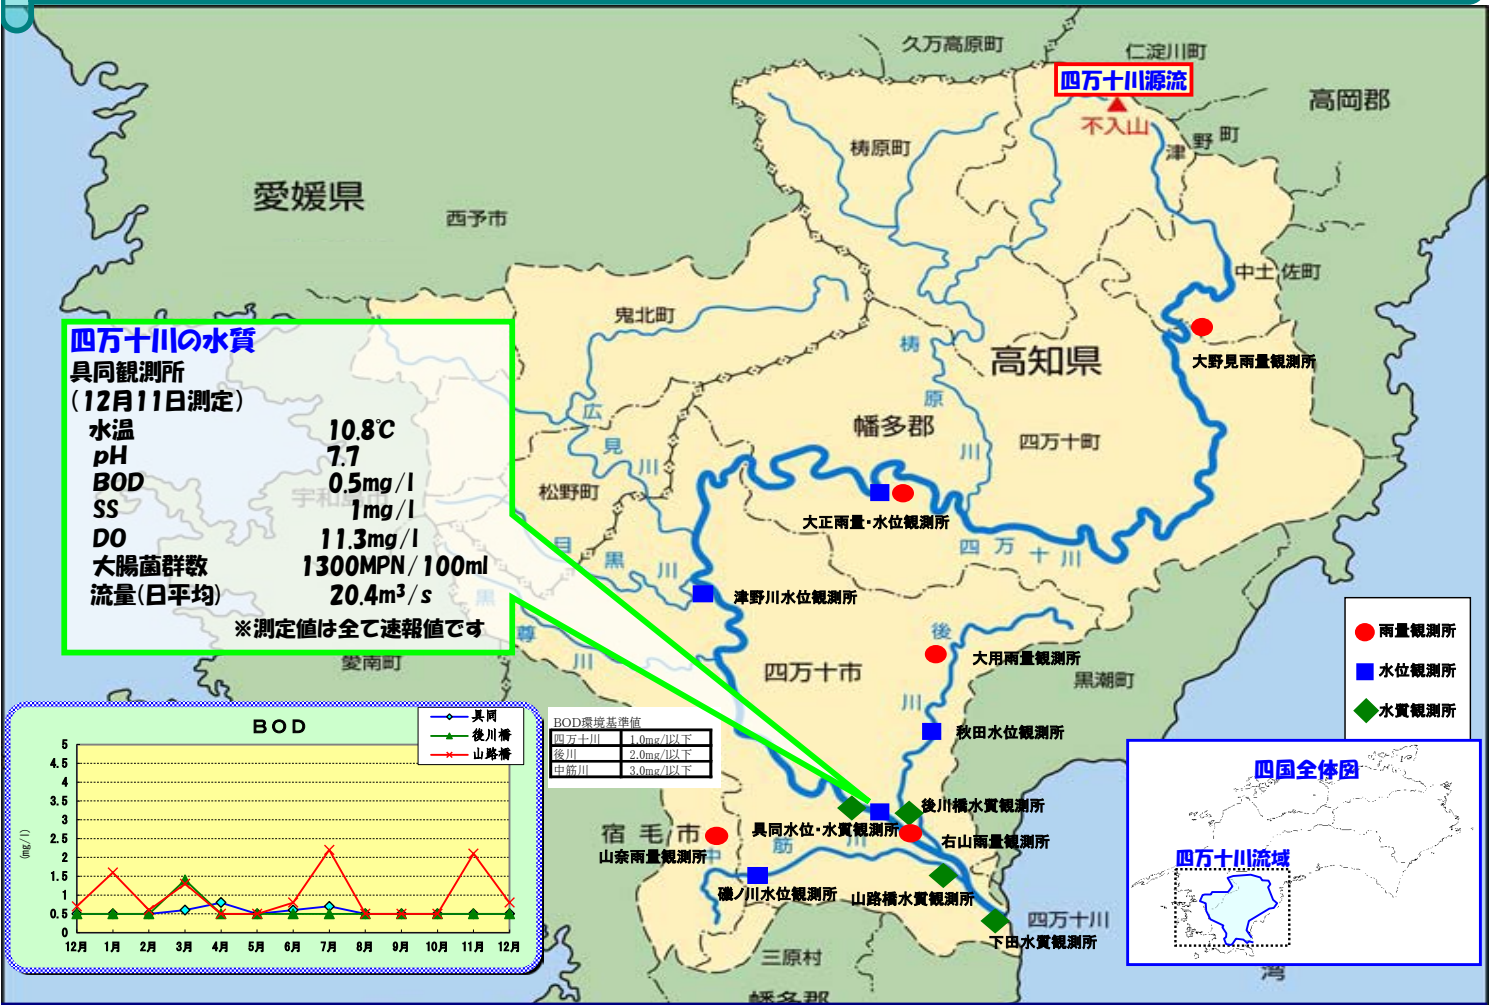 久万高原町
仁淀川町
四万十川源流
高岡郡
不入山
津野町
梼原町
愛媛県
西予市
中土佐町
鬼北町
大野見雨量観測所
梼原川
高知県
四万十川の水質
具同観測所
(12月11日測定)
水温 10.8℃
pH 7.7
BOD 0.5mg/l
SS 1mg/l
DO 11.3mg/l
大腸菌群数 1300MPN/100ml
流量(日平均) 20.4m³/s
※測定値は全て速報値です
宇和島市
広見川
幡多郡
四万十町
松野町
大正雨量・水位観測所
四万十川
目黒川
津野川水位観測所
黒尊川
愛南町
後川
大用雨量観測所
四万十市
黒潮町
秋田水位観測所
雨量観測所
水位観測所
水質観測所
BOD
具同
後川橋
山路橋
(mg/l)
5
4.5
4
3.5
3
2.5
2
1.5
1
0.5
0
12月 1月 2月 3月 4月 5月 6月 7月 8月 9月 10月 11月 12月
BOD環境基準値
四万十川 1.0mg/l以下
後川 2.0mg/l以下
中筋川 3.0mg/l以下
後川橋水質観測所
具同水位・水質観測所
右山雨量観測所
宿毛市
山奈雨量観測所
中筋川
磯ノ川水位観測所
山路橋水質観測所
四万十川
下田水質観測所
三原村
幡多郡
四国全体図
四万十川流域
湾